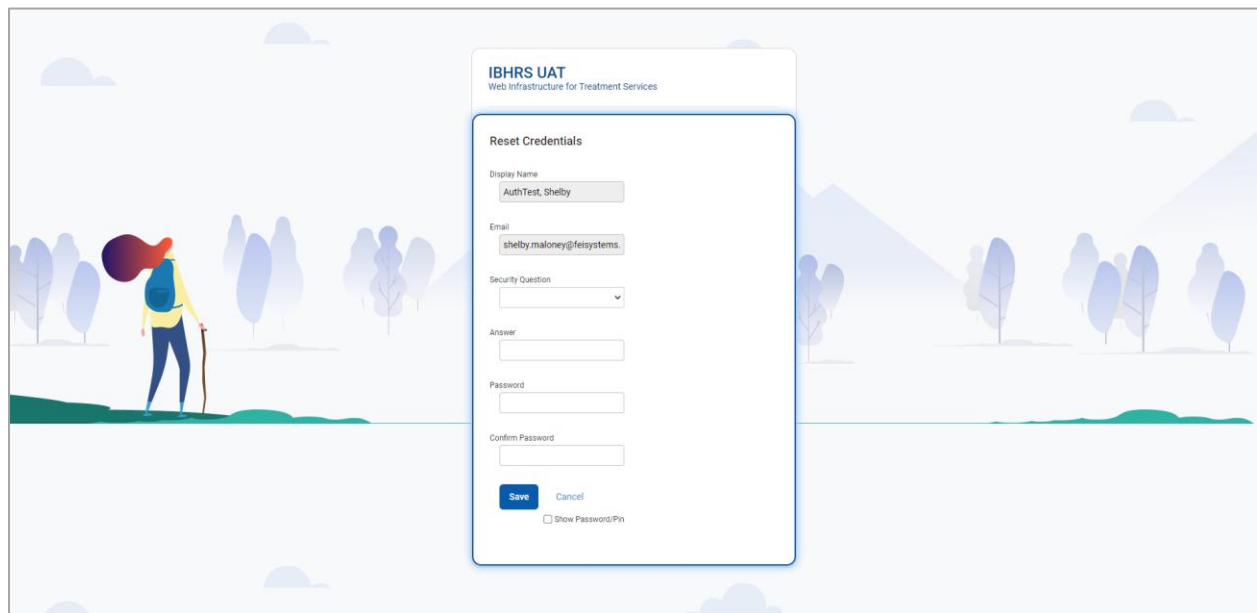 IBHRS UAT
Web Infrastructure for Treatment Services
Reset Credentials
Display Name
AuthTest, Shelby
Email
shelby.maloney@feisystems.
Security Question
Answer
Password
Confirm Password
Save Cancel
Show Password/Pin